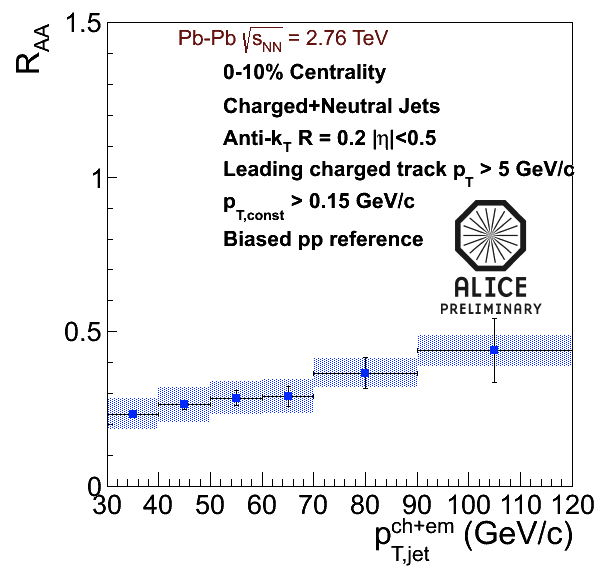 R_AA
1.5
1
0.5
0
Pb-Pb √s_NN = 2.76 TeV
0-10% Centrality
Charged+Neutral Jets
Anti-k_T R = 0.2 |η|<0.5
Leading charged track p_T > 5 GeV/c
p_T,const > 0.15 GeV/c
Biased pp reference
ALICE
PRELIMINARY
30 40 50 60 70 80 90 100 110 120
p_T,jet^ch+em (GeV/c)